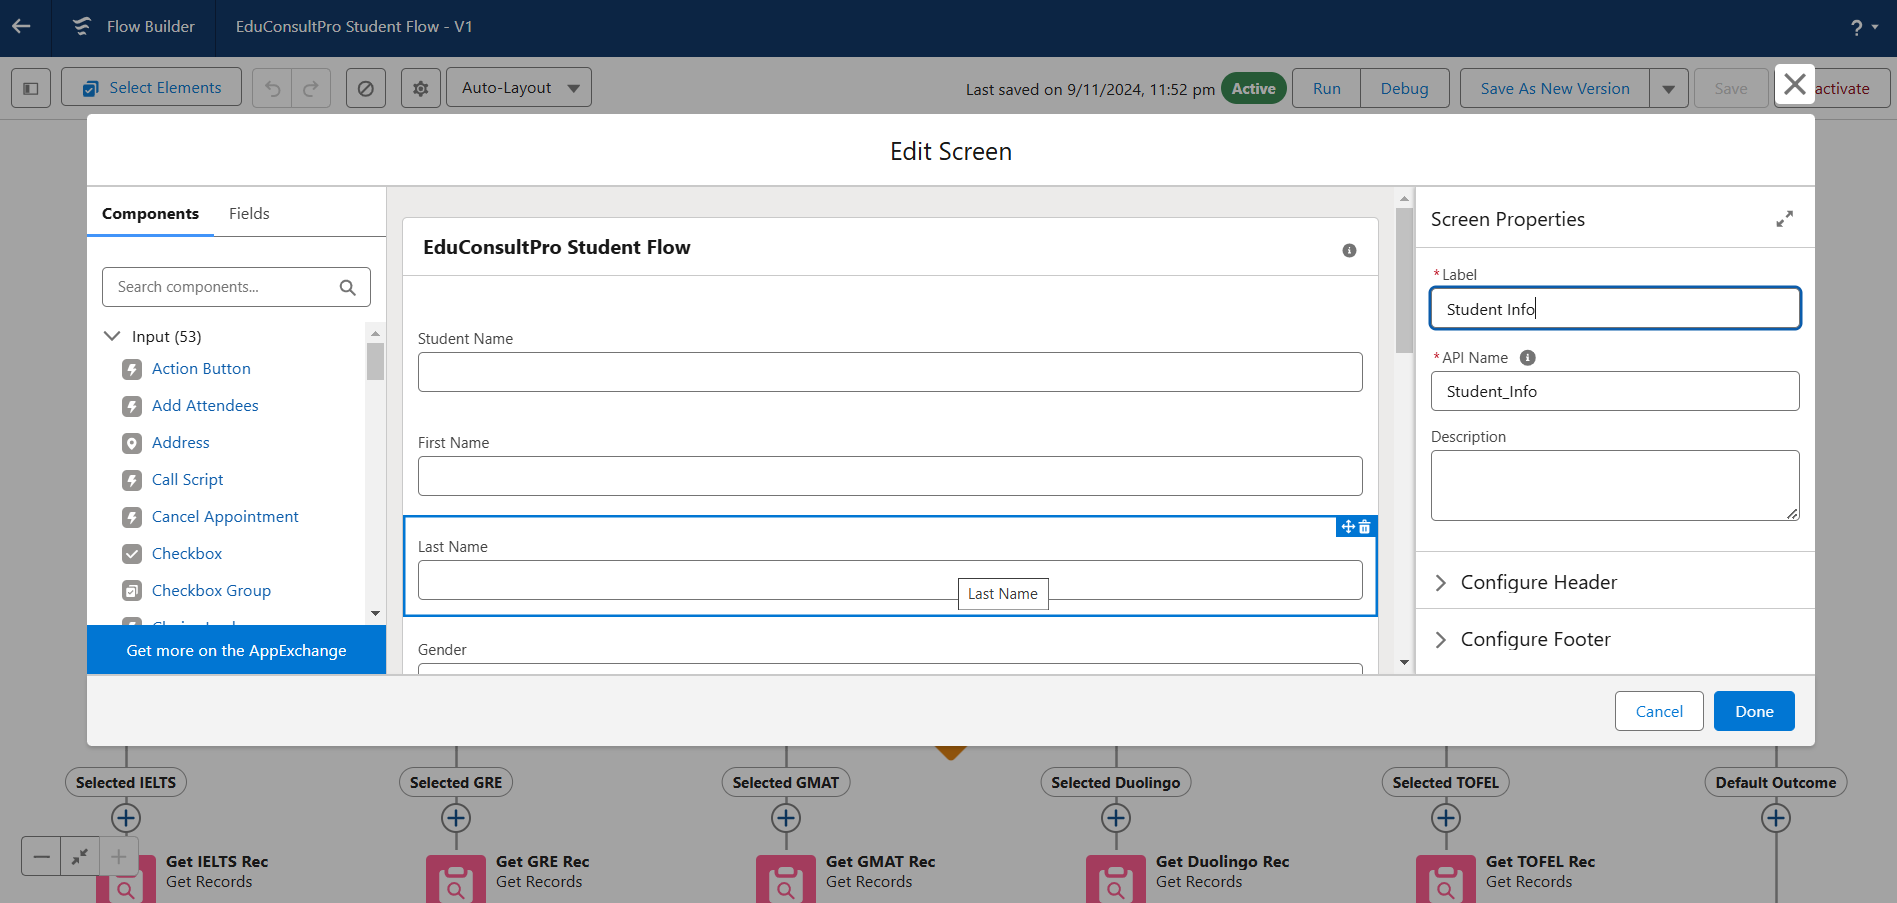 Flow Builder
EduConsultPro Student Flow - V1
?
Select Elements
Auto-Layout
Last saved on 9/11/2024, 11:52 pm
Active
Run
Debug
Save As New Version
Save
activate
Edit Screen
Components
Fields
Search components...
Input (53)
Action Button
Add Attendees
Address
Call Script
Cancel Appointment
Checkbox
Checkbox Group
Get more on the AppExchange
EduConsultPro Student Flow
Student Name
First Name
Last Name
Last Name
Gender
Screen Properties
*Label
Student Info
*API Name
Student_Info
Description
Configure Header
Configure Footer
Cancel
Done
Selected IELTS
Selected GRE
Selected GMAT
Selected Duolingo
Selected TOFEL
Default Outcome
Get IELTS Rec
Get Records
Get GRE Rec
Get Records
Get GMAT Rec
Get Records
Get Duolingo Rec
Get Records
Get TOFEL Rec
Get Records